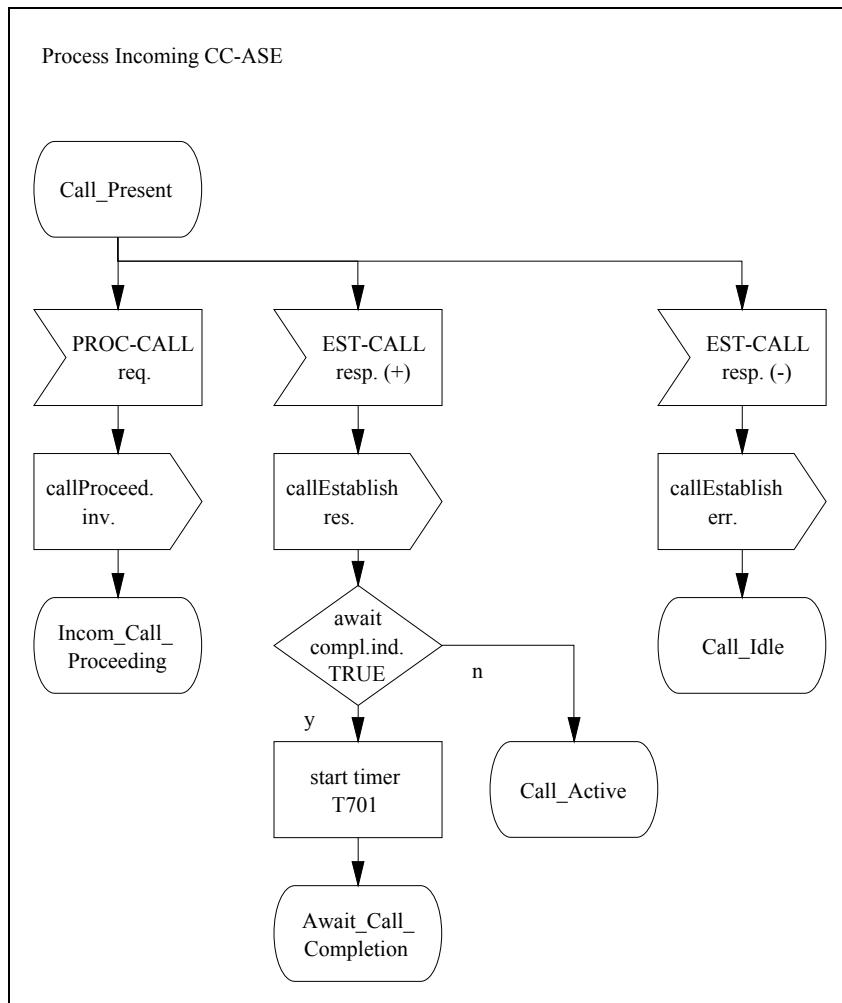 Process Incoming CC-ASE
Call_Present
PROC-CALL
req.
EST-CALL
resp. (+)
EST-CALL
resp. (-)
callProceed.
inv.
callEstablish
res.
callEstablish
err.
Incom_Call_
Proceeding
await
compl.ind.
TRUE
n
y
Call_Idle
start timer
T701
Call_Active
Await_Call_
Completion